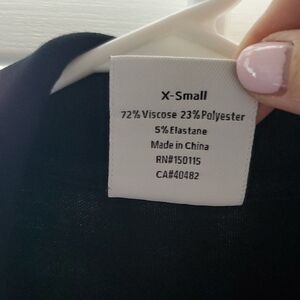 X-Small
72% Viscose 23% Polyester
5% Elastane
Made in China
RN#150115
CA#40482